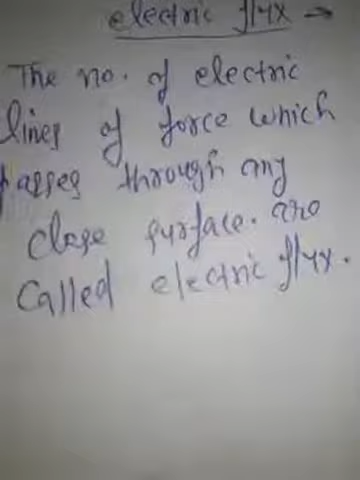 electric flux →
The no. of electric
lines of force which
passes through any
close surface. are
Called electric flux.